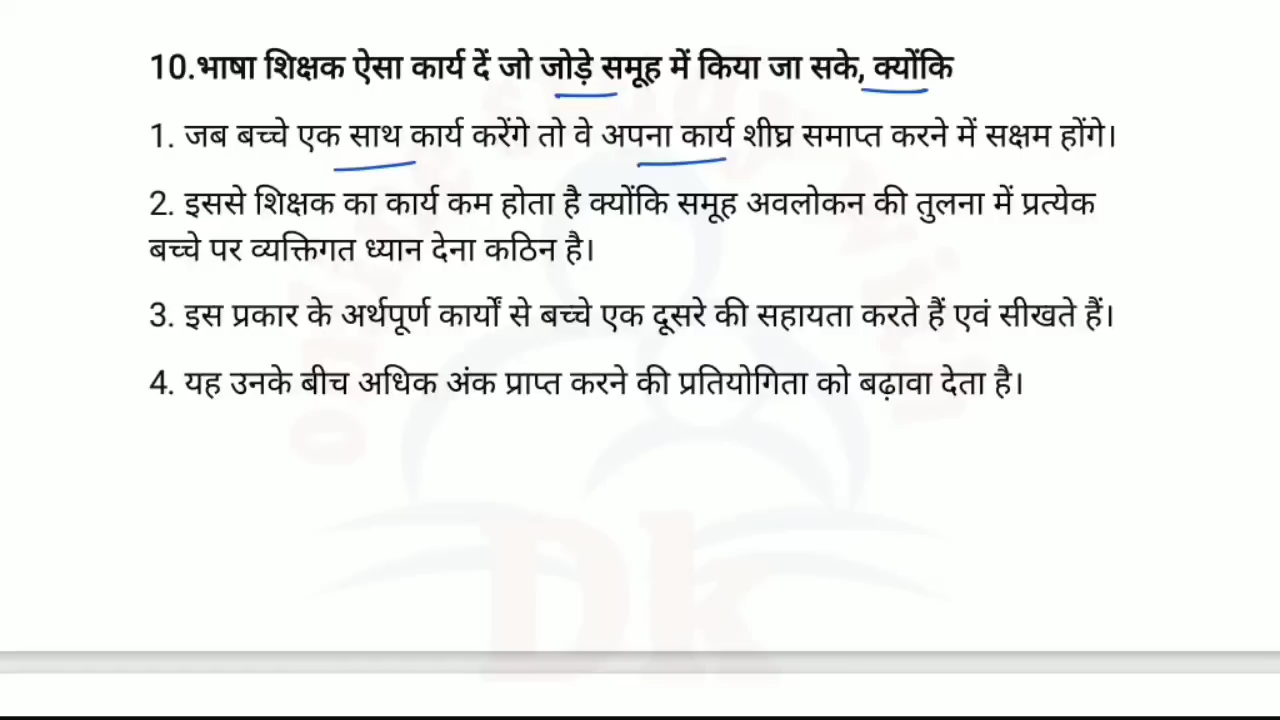 10.भाषा शिक्षक ऐसा कार्य दें जो जोड़े समूह में किया जा सके, क्योंकि
1. जब बच्चे एक साथ कार्य करेंगे तो वे अपना कार्य शीघ्र समाप्त करने में सक्षम होंगे।
2. इससे शिक्षक का कार्य कम होता है क्योंकि समूह अवलोकन की तुलना में प्रत्येक
बच्चे पर व्यक्तिगत ध्यान देना कठिन है।
3. इस प्रकार के अर्थपूर्ण कार्यों से बच्चे एक दूसरे की सहायता करते हैं एवं सीखते हैं।
4. यह उनके बीच अधिक अंक प्राप्त करने की प्रतियोगिता को बढ़ावा देता है।
Dk